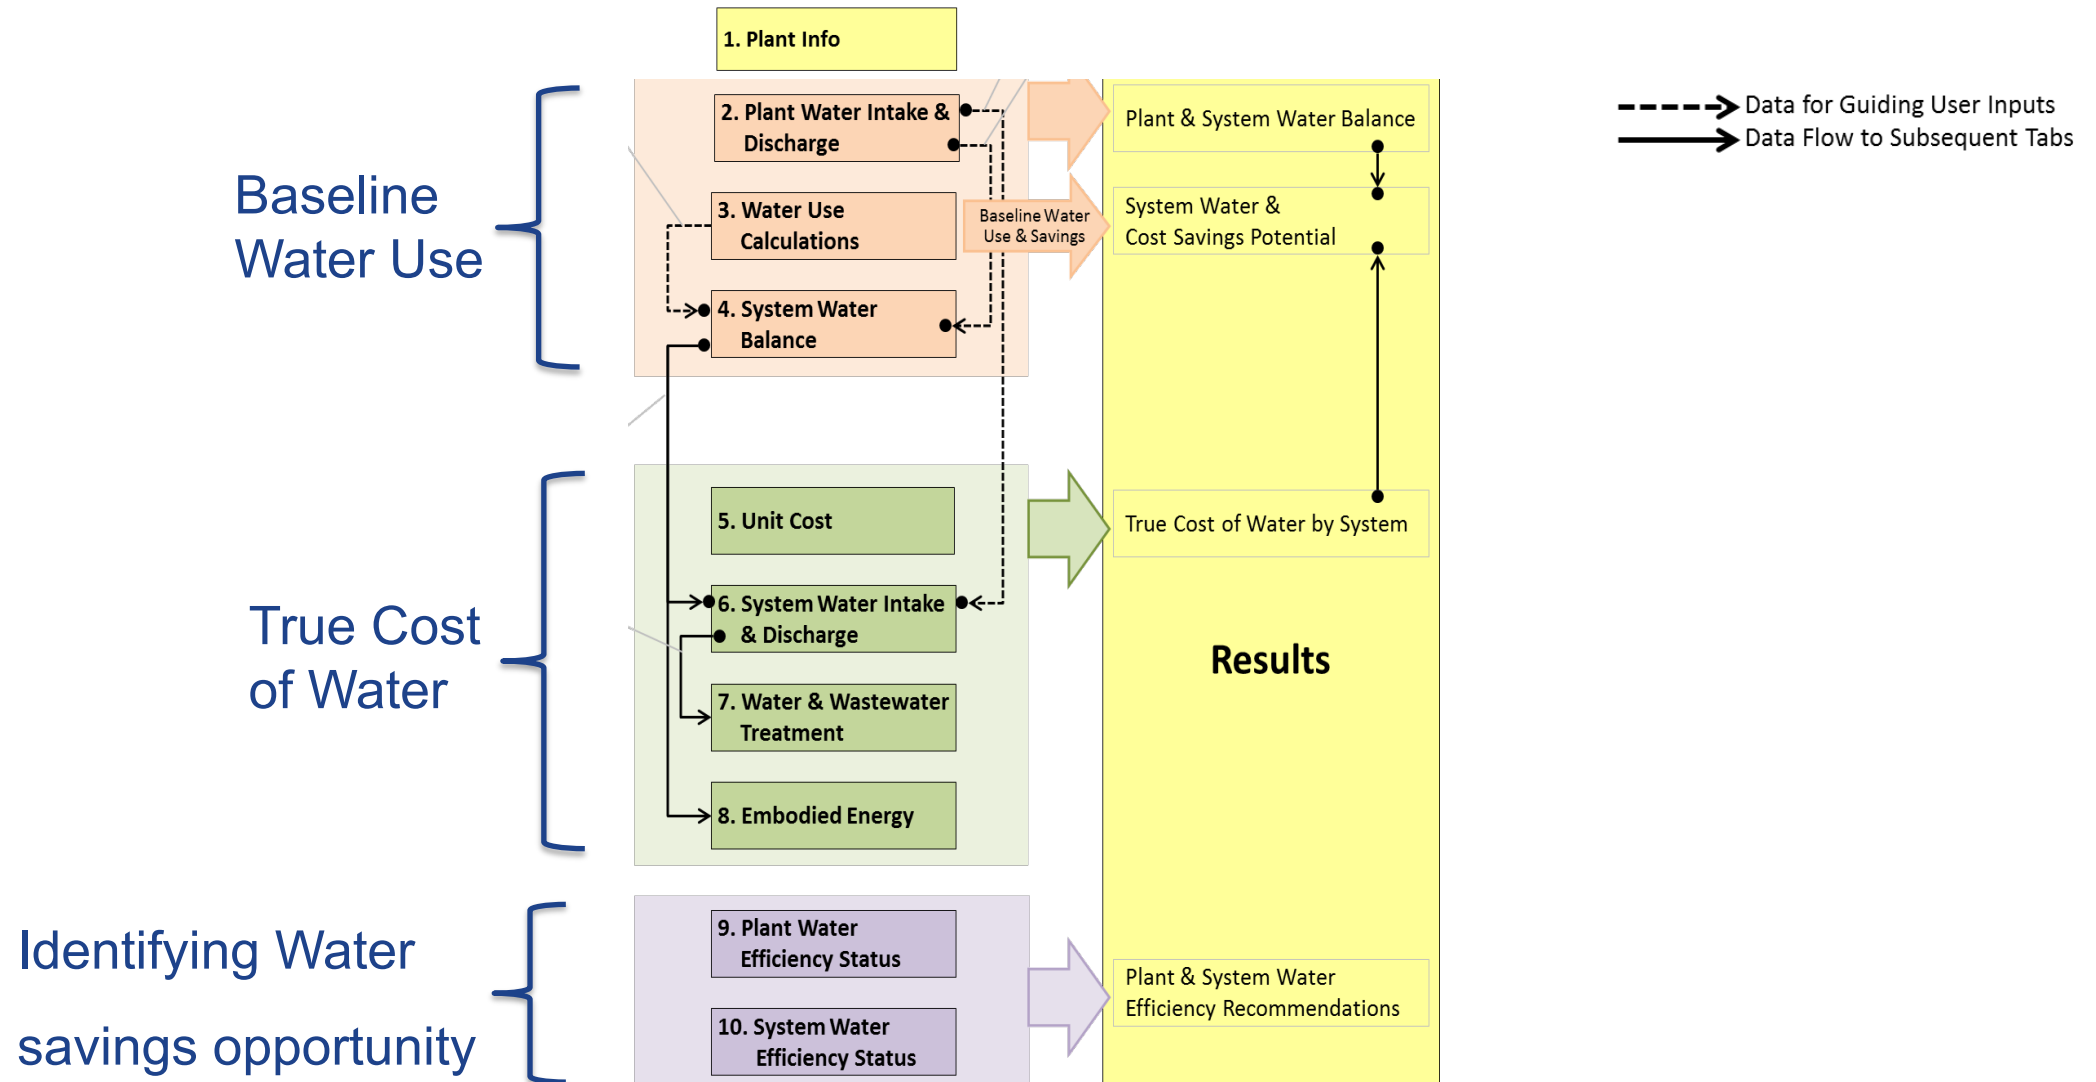 1. Plant Info
Baseline
Water Use
2. Plant Water Intake &
Discharge
3. Water Use
Calculations
4. System Water
Balance
Baseline Water
Use & Savings
Plant & System Water Balance
System Water &
Cost Savings Potential
Data for Guiding User Inputs
Data Flow to Subsequent Tabs
True Cost
of Water
5. Unit Cost
6. System Water Intake
& Discharge
7. Water & Wastewater
Treatment
8. Embodied Energy
True Cost of Water by System
Results
Identifying Water
savings opportunity
9. Plant Water
Efficiency Status
10. System Water
Efficiency Status
Plant & System Water
Efficiency Recommendations